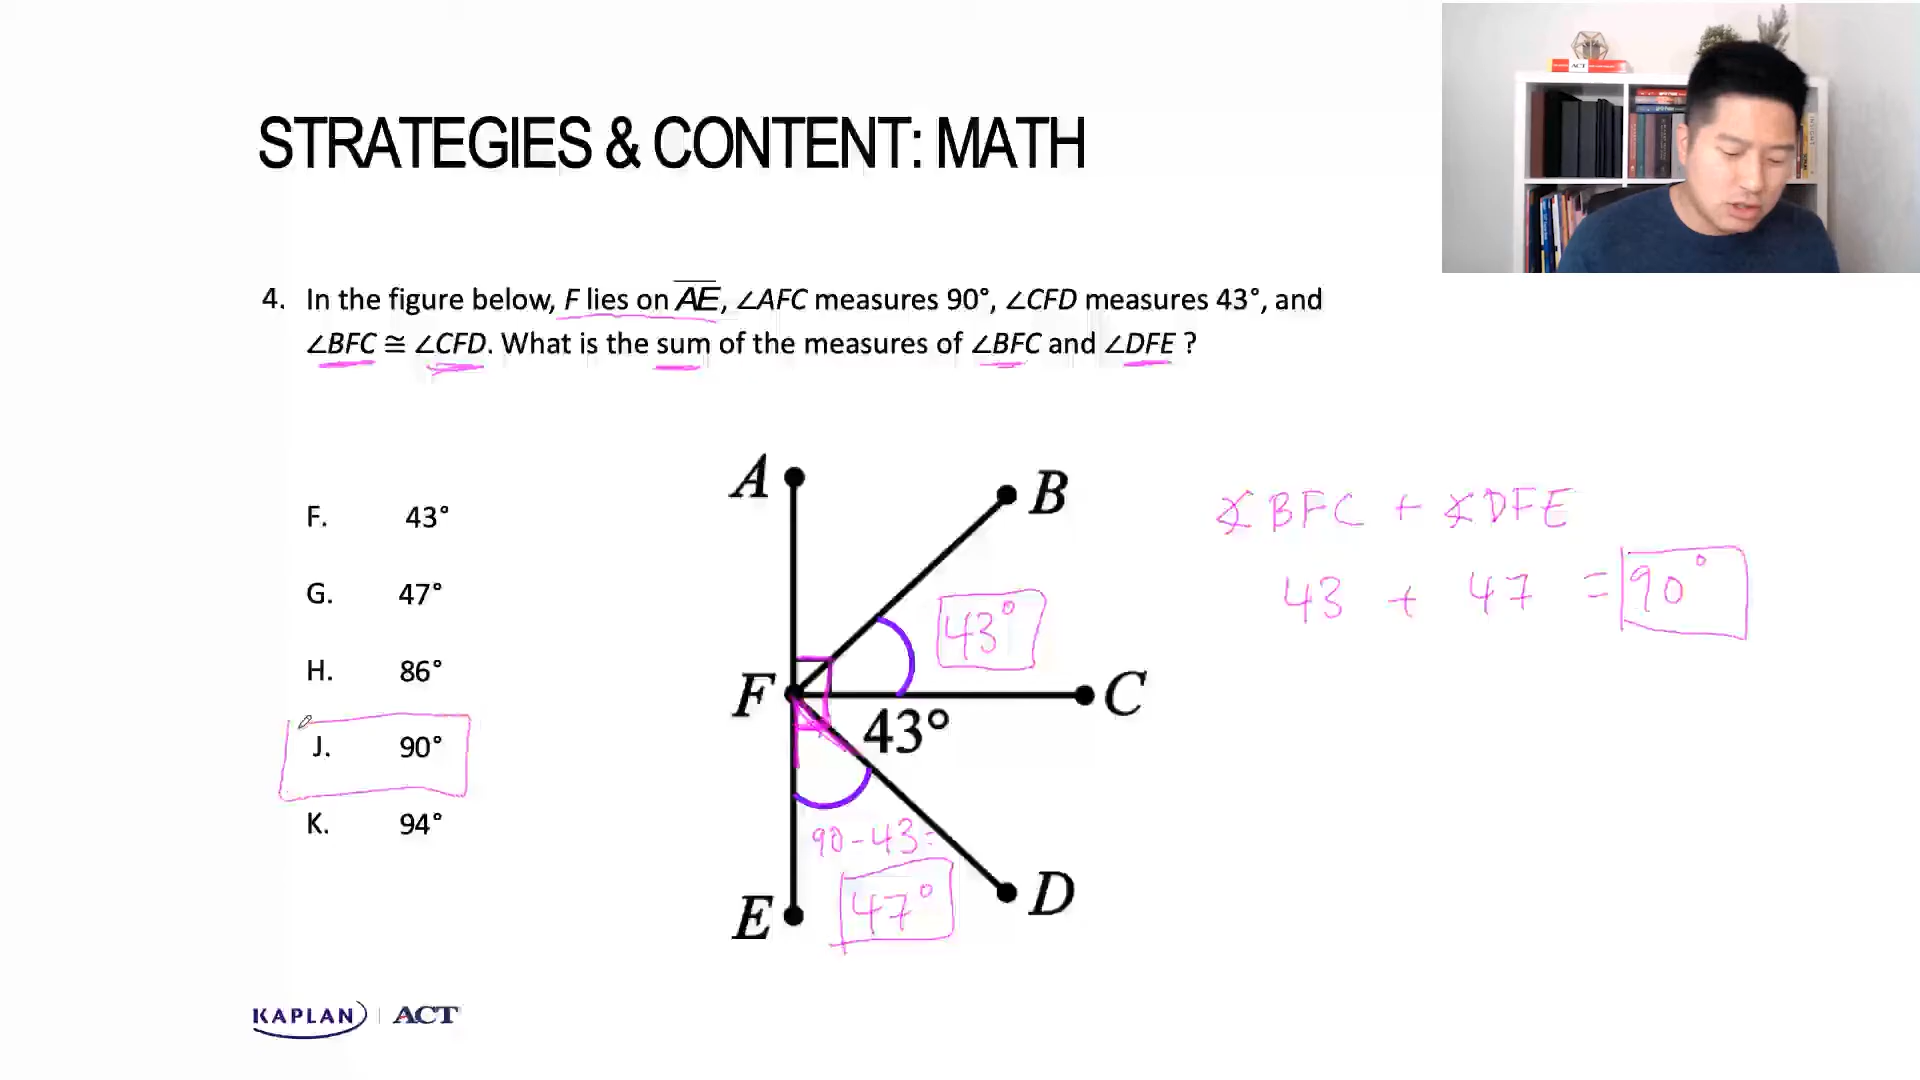 STRATEGIES & CONTENT: MATH
ACT
4. In the figure below, F lies on A̅E̅, ∠AFC measures 90°, ∠CFD measures 43°, and
∠BFC ≅ ∠CFD. What is the sum of the measures of ∠BFC and ∠DFE ?
F. 43°
G. 47°
H. 86°
J. 90°
K. 94°
A
B
43°
F
C
43°
90 - 43 =
47°
E
D
∡BFC + ∡DFE
43 + 47 = 90°
KAPLAN | ACT